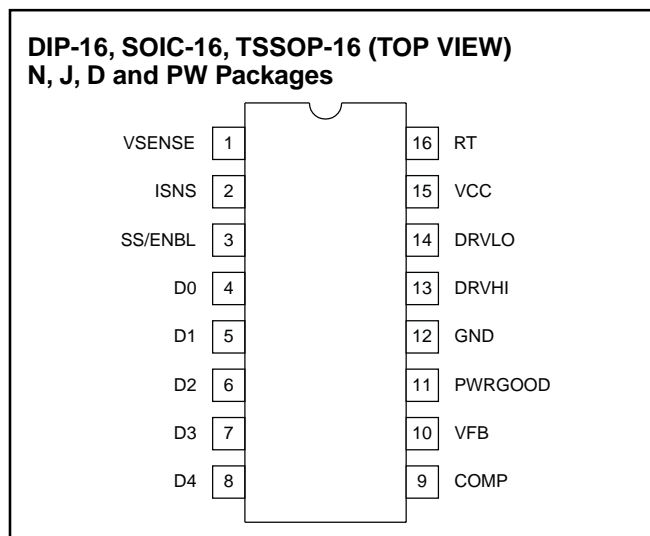 DIP-16, SOIC-16, TSSOP-16 (TOP VIEW)
N, J, D and PW Packages
VSENSE 1 16 RT
ISNS 2 15 VCC
SS/ENBL 3 14 DRVLO
D0 4 13 DRVHI
D1 5 12 GND
D2 6 11 PWRGOOD
D3 7 10 VFB
D4 8 9 COMP